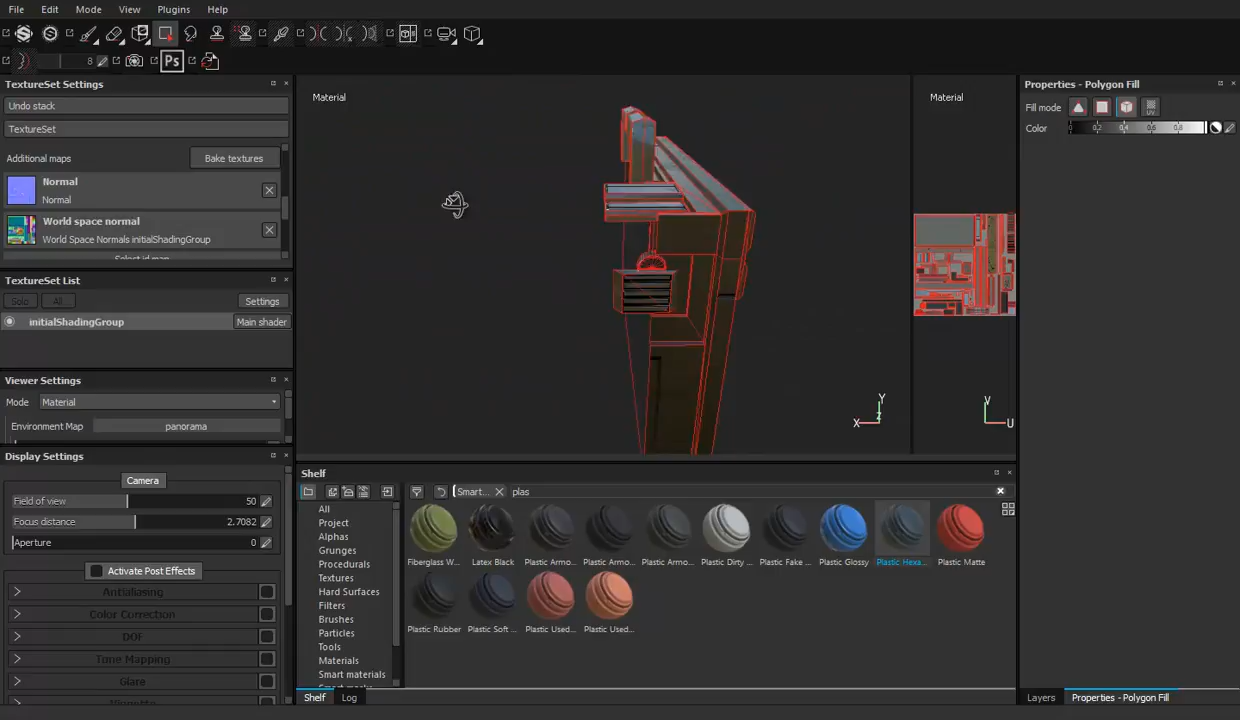 File Edit Mode View Plugins Help
8 Ps
TextureSet Settings
Undo stack
TextureSet
Additional maps Bake textures
Normal
Normal
World space normal
World Space Normals initialShadingGroup
TextureSet List
Solo All Settings
initialShadingGroup Main shader
Viewer Settings
Mode Material
Environment Map panorama
Display Settings
Camera
Field of view 50
Focus distance 2.7082
Aperture 0
Activate Post Effects
Antialiasing
Color Correction
DOF
Tone Mapping
Glare
Vignette
Material
Y
X Z
Material
V
U
Shelf
Smart... plas
All
Project
Alphas
Grunges
Procedurals
Textures
Hard Surfaces
Filters
Brushes
Particles
Tools
Materials
Smart materials
Fiberglass W... Latex Black Plastic Armo... Plastic Armo... Plastic Armo... Plastic Dirty ... Plastic Fake ... Plastic Glossy Plastic Hexa... Plastic Matte
Plastic Rubber Plastic Soft ... Plastic Used... Plastic Used...
Shelf Log
Properties - Polygon Fill
Fill mode UV
Color 0 0.2 0.4 0.6 0.8
Layers Properties - Polygon Fill